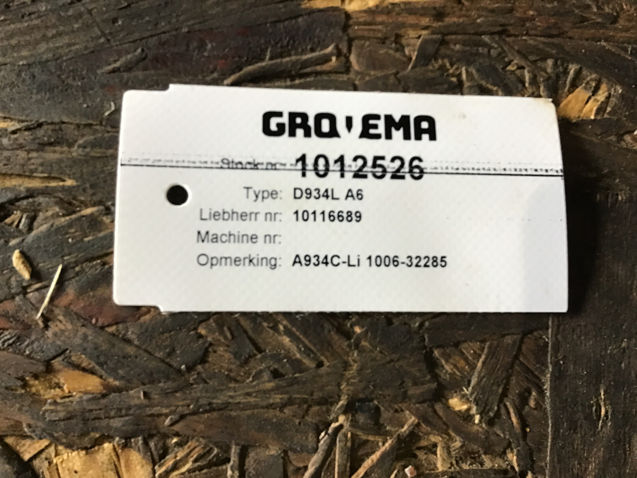 GROVEMA
Stock nr: 1012526
Type: D934L A6
Liebherr nr: 10116689
Machine nr:
Opmerking: A934C-Li 1006-32285